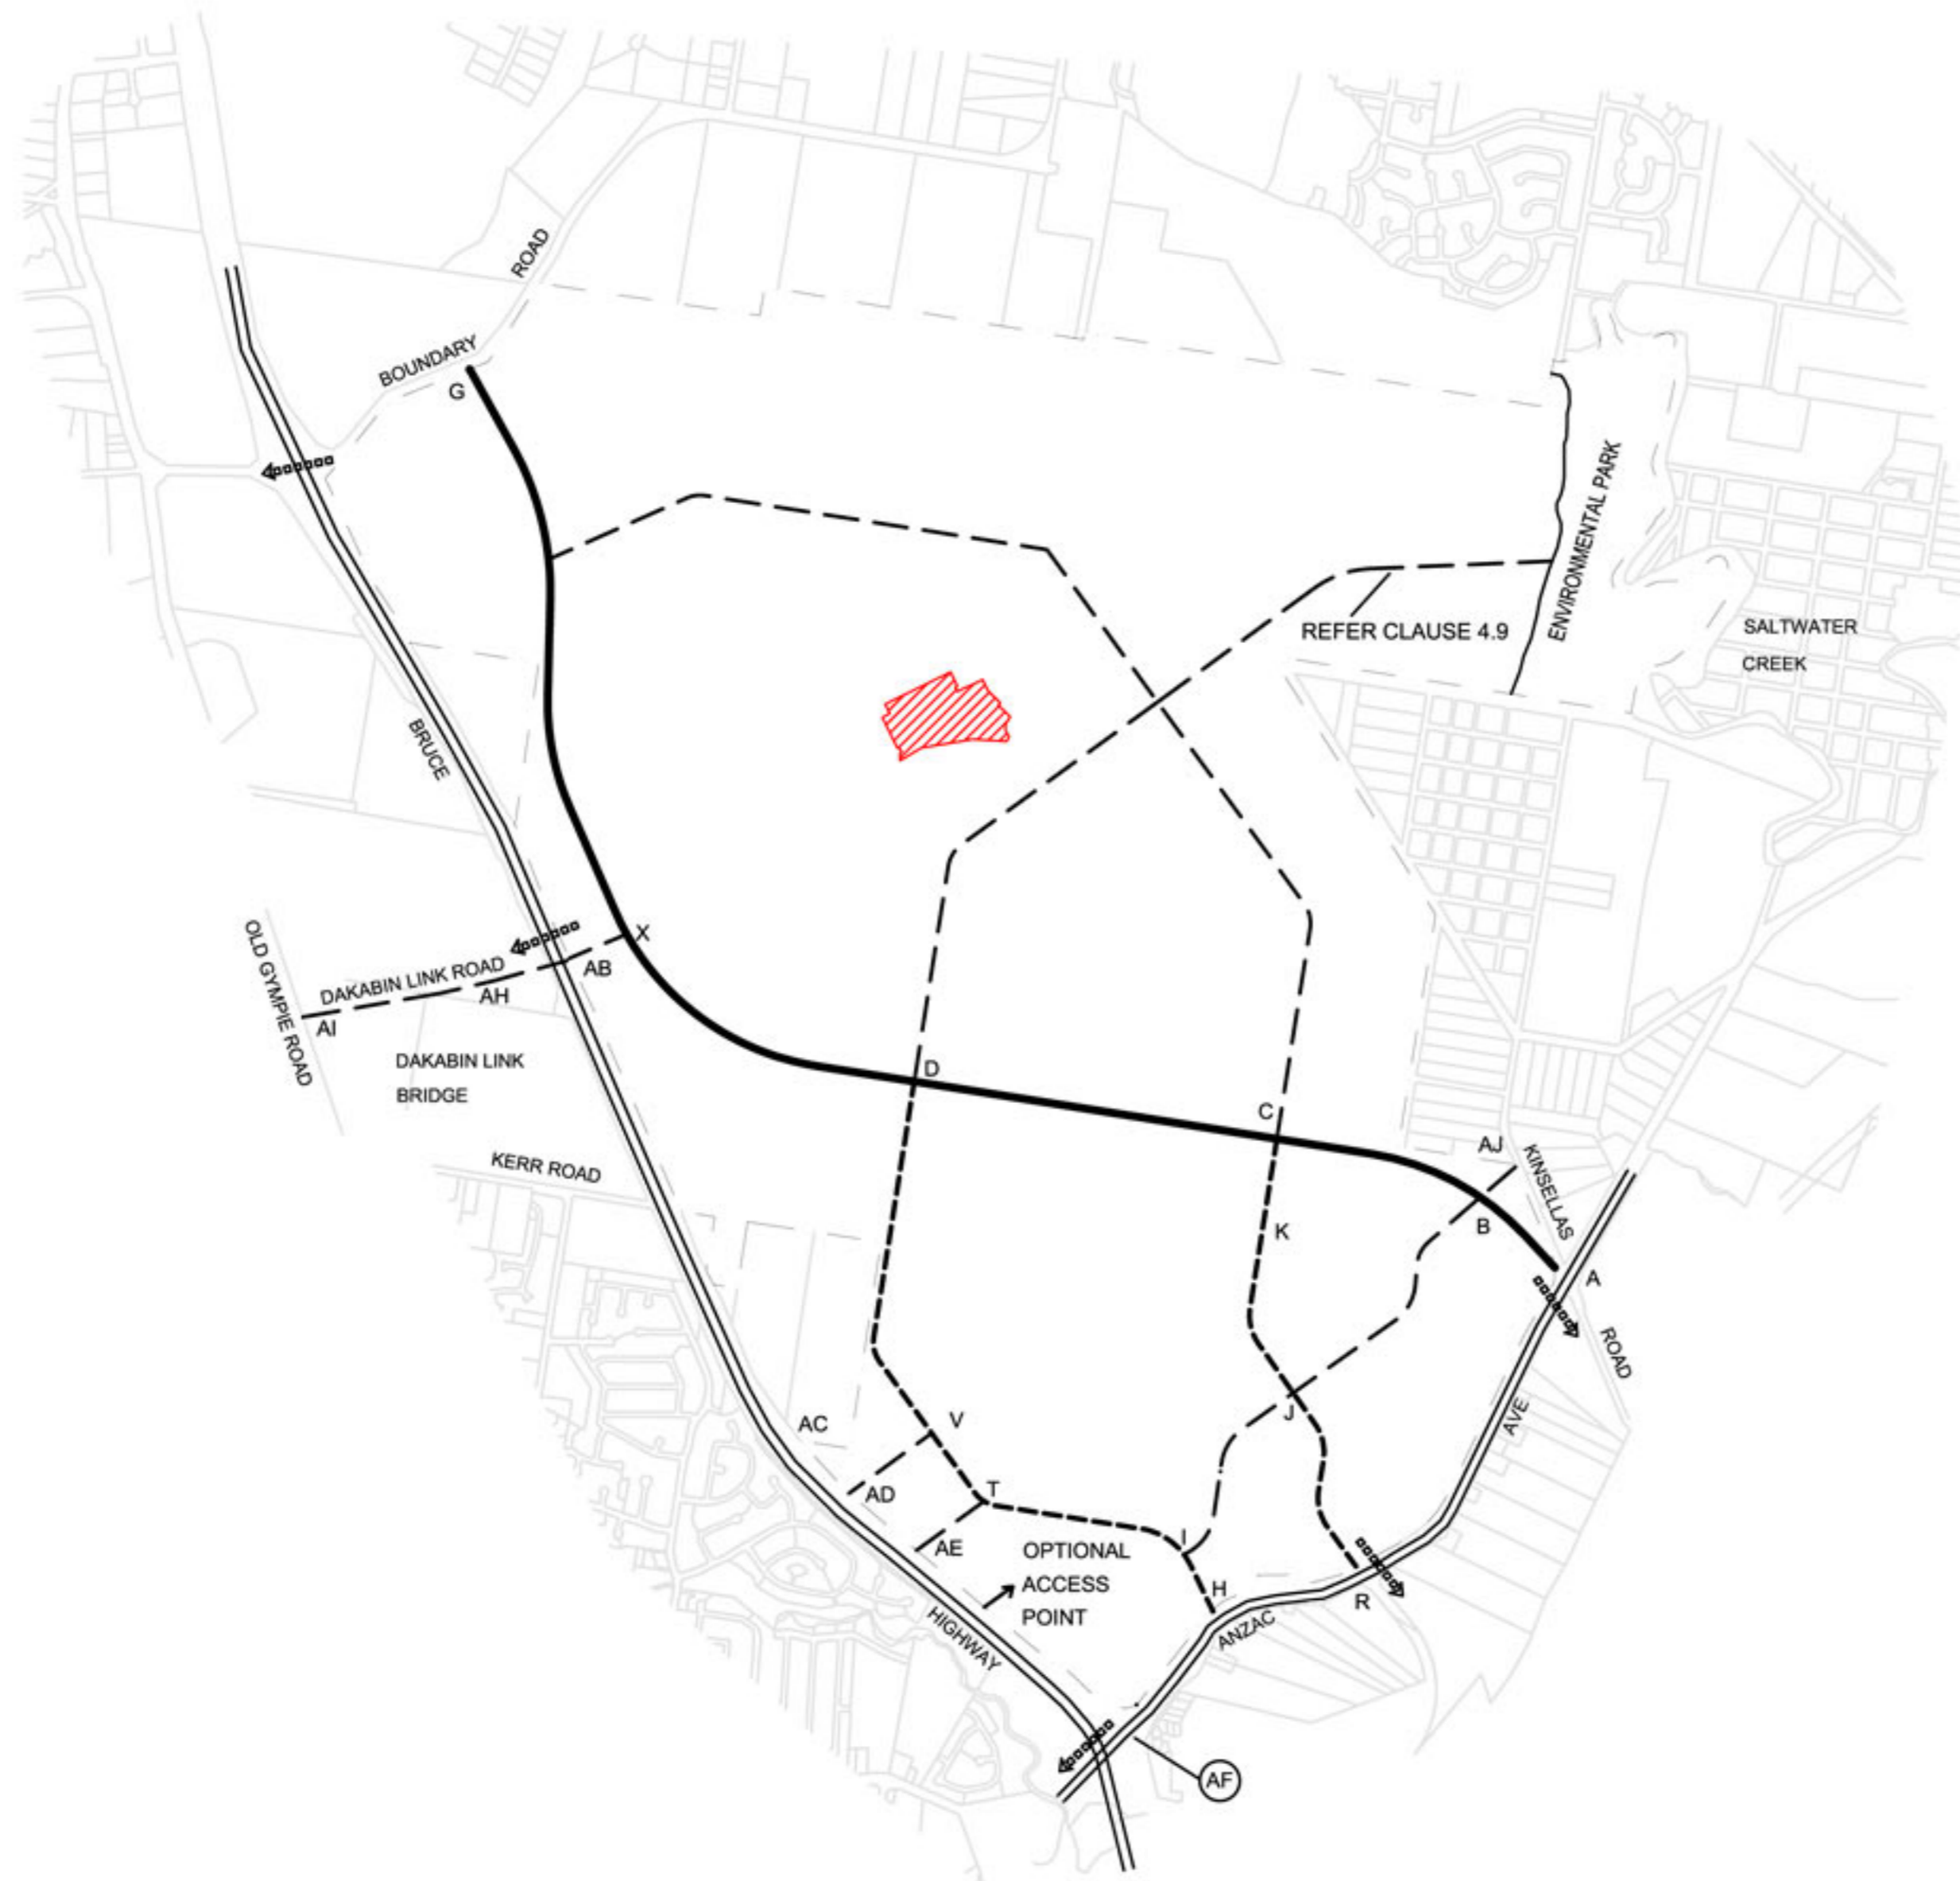 ROAD
BOUNDARY
G
ENVIRONMENTAL PARK
REFER CLAUSE 4.9
SALTWATER
CREEK
BRUCE
X
OLD GYMPIE ROAD
DAKABIN LINK ROAD
AB
AH
AI
DAKABIN LINK
BRIDGE
D
C
AJ
KINSELLAS
KERR ROAD
B
K
A
ROAD
AVE
J
AC
V
AD
T
AE
I
OPTIONAL
ACCESS
POINT
H
R
HIGHWAY
ANZAC
AF